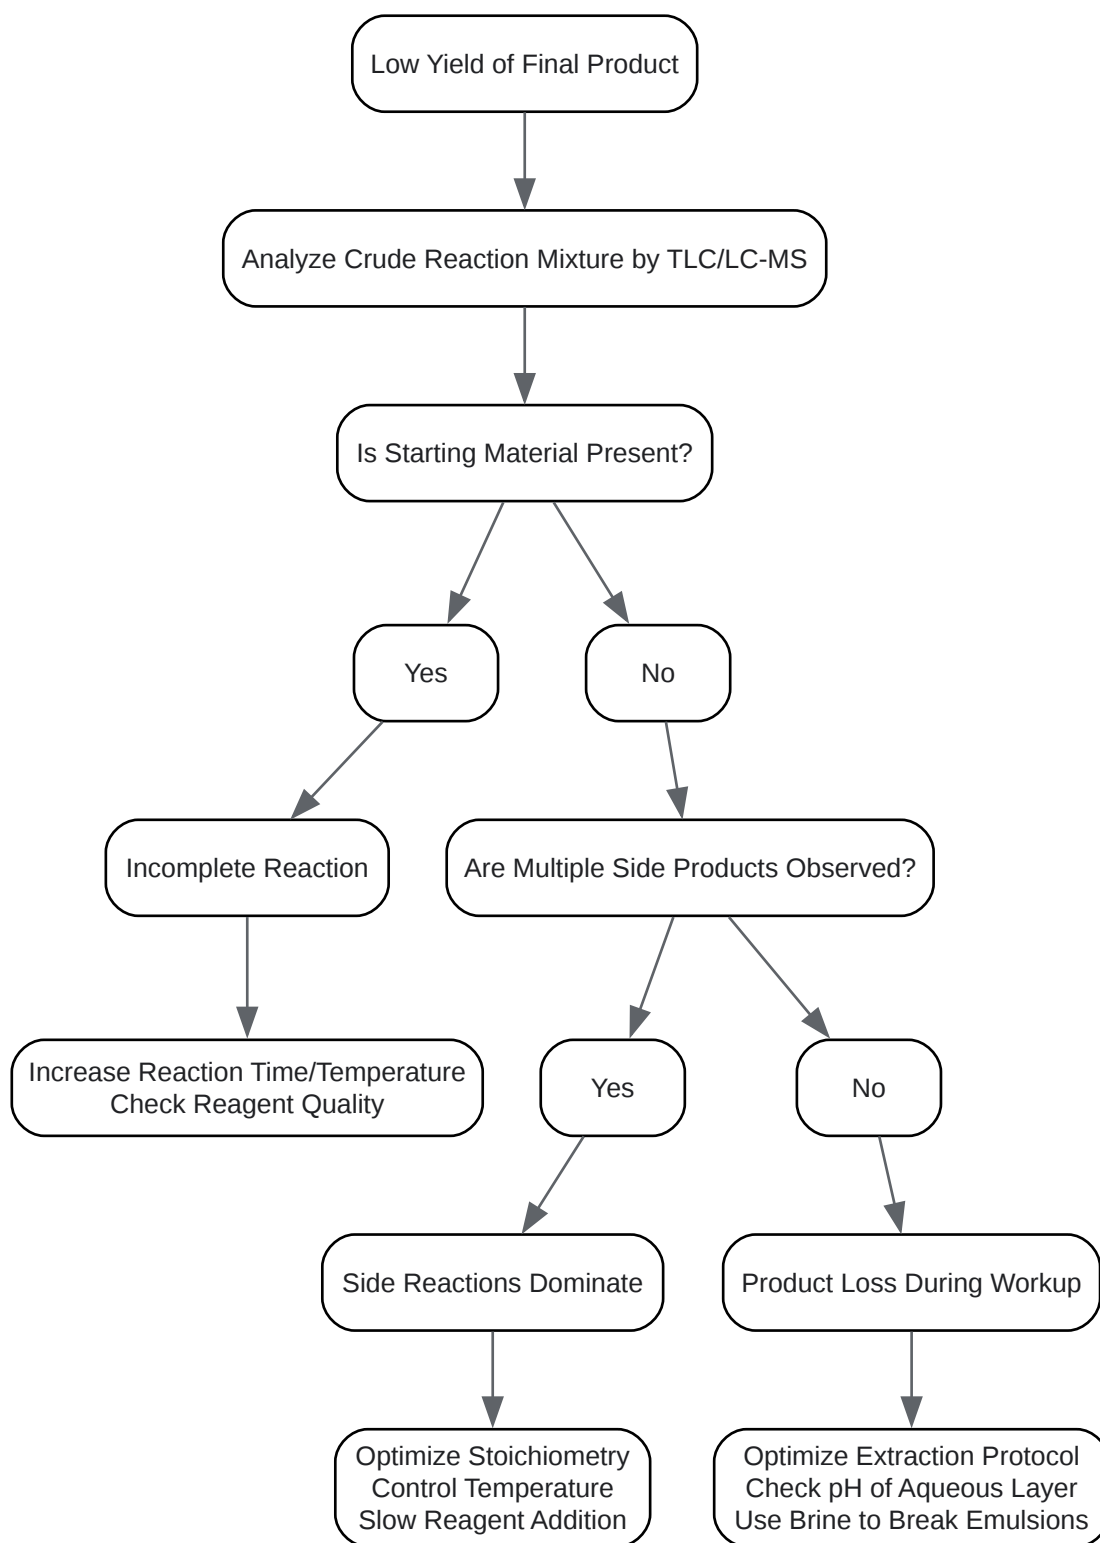 Low Yield of Final Product
Analyze Crude Reaction Mixture by TLC/LC-MS
Is Starting Material Present?
Yes
No
Incomplete Reaction
Are Multiple Side Products Observed?
Increase Reaction Time/Temperature
Check Reagent Quality
Yes
No
Side Reactions Dominate
Product Loss During Workup
Optimize Stoichiometry
Control Temperature
Slow Reagent Addition
Optimize Extraction Protocol
Check pH of Aqueous Layer
Use Brine to Break Emulsions